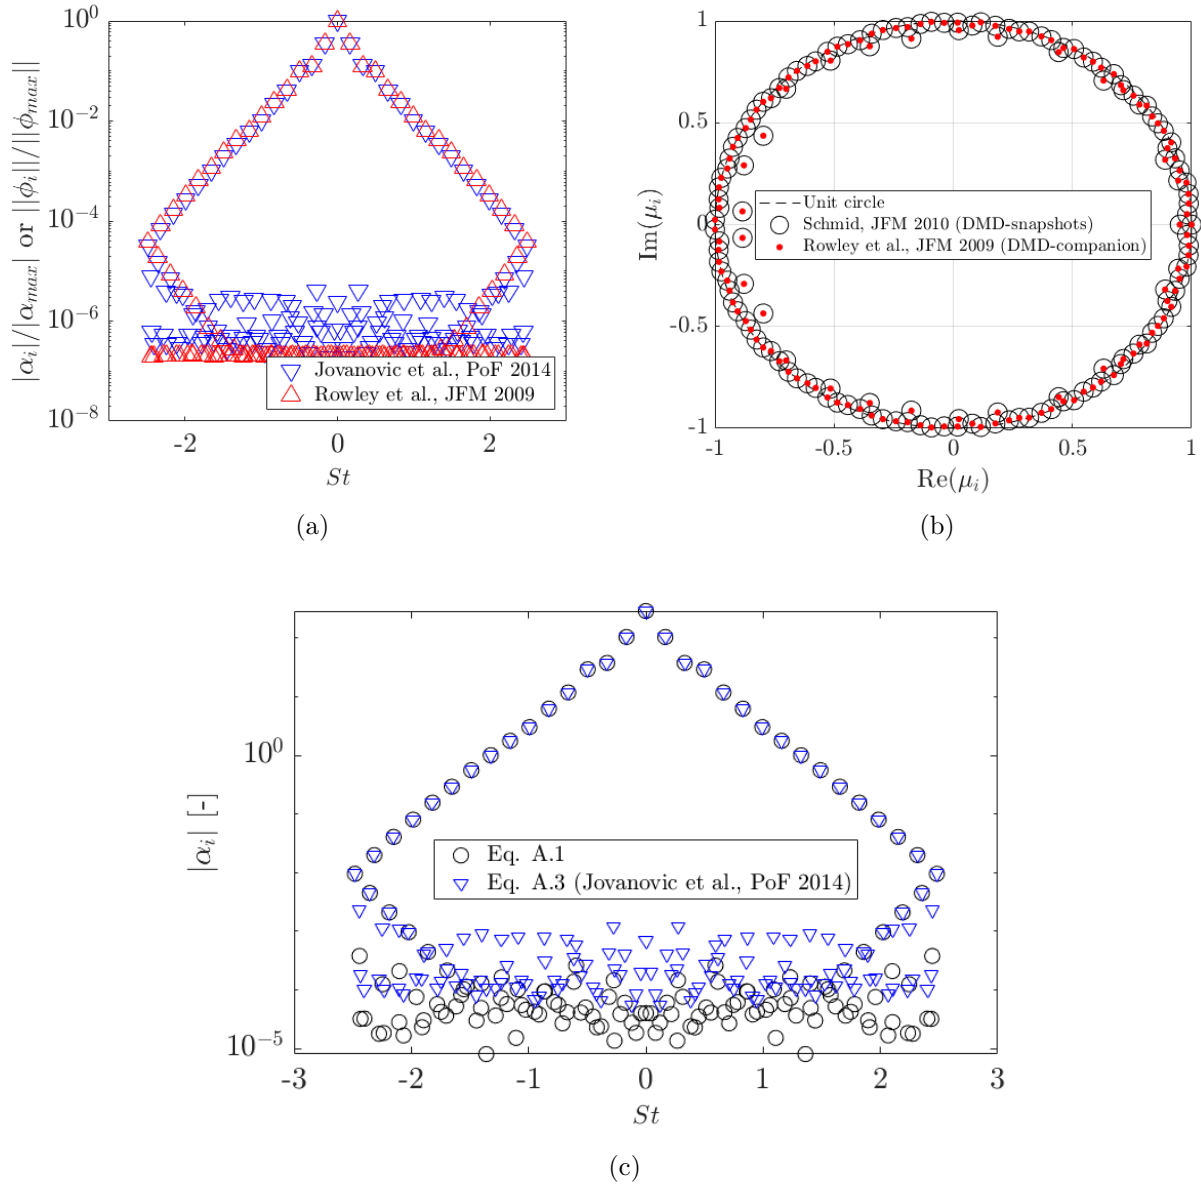 10^0
10^-2
10^-4
10^-6
10^-8
|α_i|/|α_max| or ||ϕ_i||/||ϕ_max||
Jovanovic et al., PoF 2014
Rowley et al., JFM 2009
-2 0 2
St
(a)
1
0.5
0
-0.5
-1
Im(μ_i)
Unit circle
Schmid, JFM 2010 (DMD-snapshots)
Rowley et al., JFM 2009 (DMD-companion)
-1 -0.5 0 0.5 1
Re(μ_i)
(b)
10^0
10^-5
|α_i| [-]
Eq. A.1
Eq. A.3 (Jovanovic et al., PoF 2014)
-3 -2 -1 0 1 2 3
St
(c)